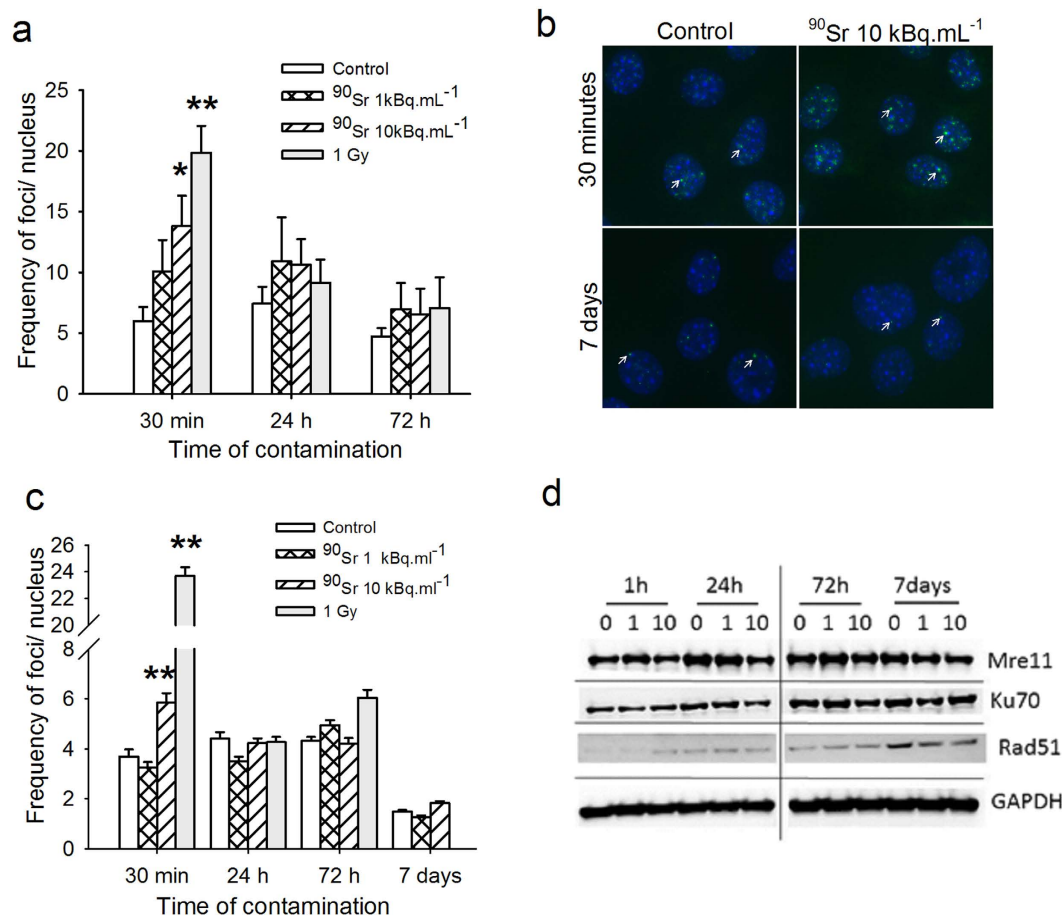 a
Control
⁹⁰Sr 1kBq.mL⁻¹
⁹⁰Sr 10kBq.mL⁻¹
1 Gy
Frequency of foci/ nucleus
25
20
15
10
5
0
*
**
30 min 24 h 72 h
Time of contamination
b
Control ⁹⁰Sr 10 kBq.mL⁻¹
30 minutes
7 days
c
Control
⁹⁰Sr 1 kBq.ml⁻¹
⁹⁰Sr 10 kBq.ml⁻¹
1 Gy
Frequency of foci/ nucleus
26
24
22
20
8
6
4
2
0
**
**
30 min 24 h 72 h 7 days
Time of contamination
d
1h 24h 72h 7days
0 1 10 0 1 10 0 1 10 0 1 10
Mre11
Ku70
Rad51
GAPDH